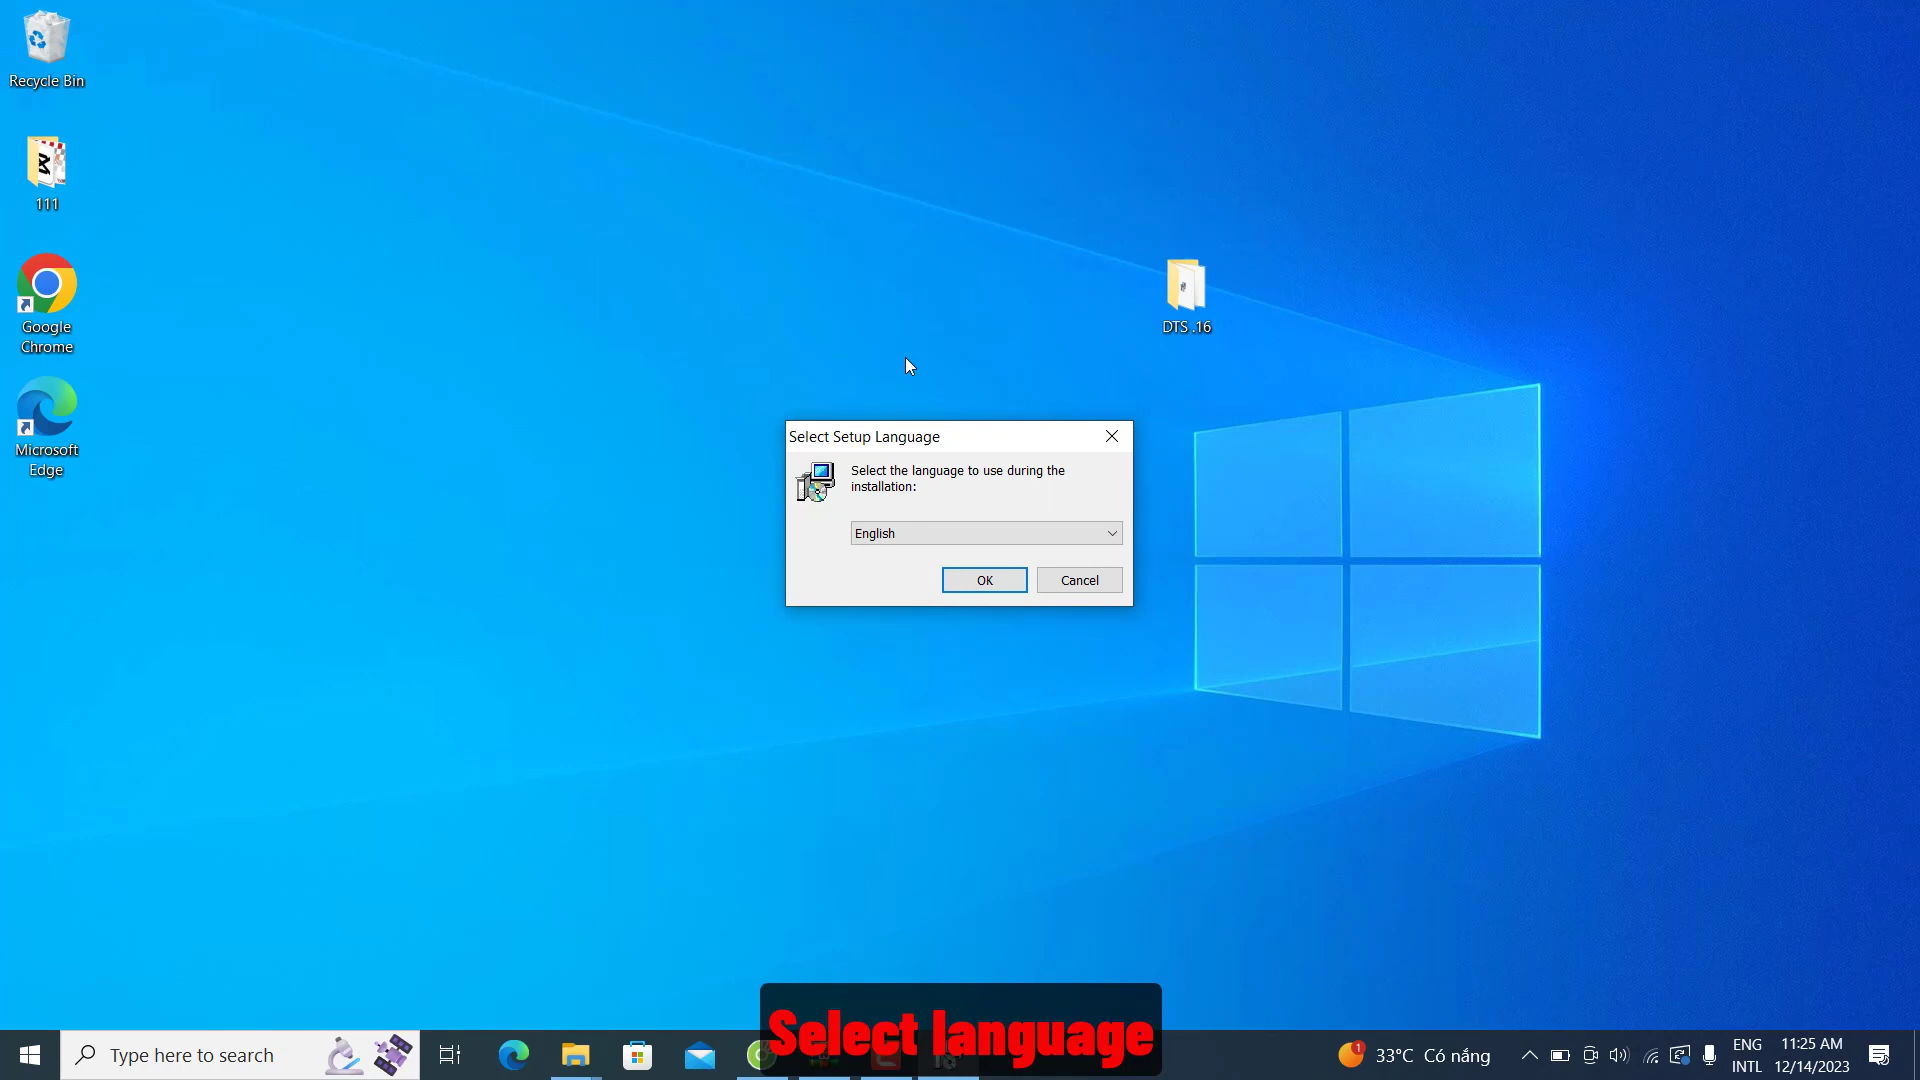 Recycle Bin
111
Google
Chrome
Microsoft
Edge
DTS .16
Select Setup Language
Select the language to use during the
installation:
English
OK
Cancel
Select language
Type here to search
1
33°C Có nắng
ENG
INTL
11:25 AM
12/14/2023